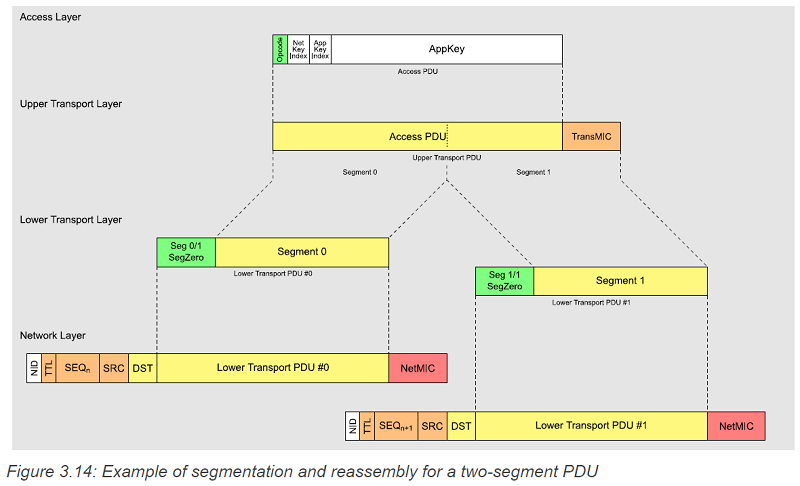 Access Layer
Opcode
Net
Key
Index
App
Key
Index
AppKey
Access PDU
Upper Transport Layer
Access PDU
TransMIC
Upper Transport PDU
Segment 0
Segment 1
Lower Transport Layer
Seg 0/1
SegZero
Segment 0
Lower Transport PDU #0
Seg 1/1
SegZero
Segment 1
Lower Transport PDU #1
Network Layer
NID
TTL
SEQn
SRC
DST
Lower Transport PDU #0
NetMIC
NID
TTL
SEQn+1
SRC
DST
Lower Transport PDU #1
NetMIC
Figure 3.14: Example of segmentation and reassembly for a two-segment PDU